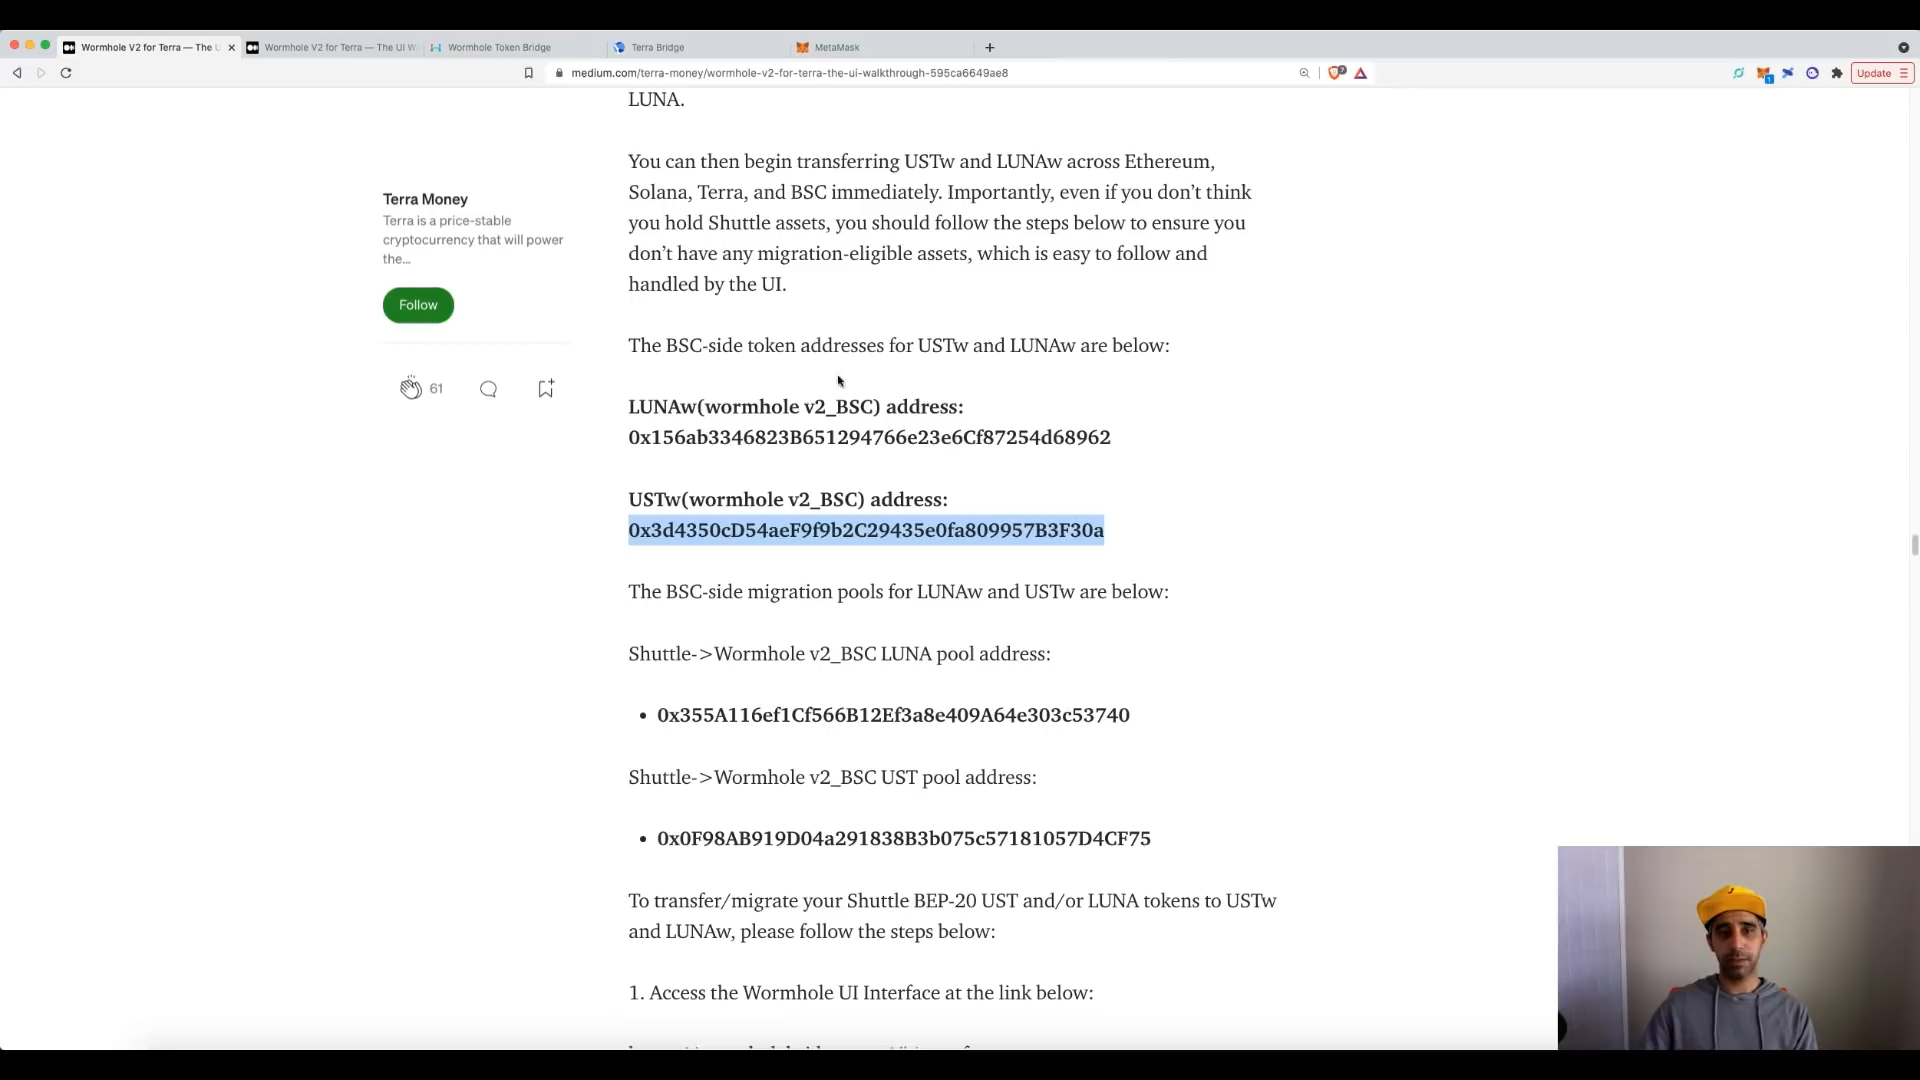 Wormhole V2 for Terra — The U
Wormhole V2 for Terra — The UI W
Wormhole Token Bridge
Terra Bridge
MetaMask
medium.com/terra-money/wormhole-v2-for-terra-the-ui-walkthrough-595ca6649ae8
Update
LUNA.
You can then begin transferring USTw and LUNAw across Ethereum,
Solana, Terra, and BSC immediately. Importantly, even if you don't think
you hold Shuttle assets, you should follow the steps below to ensure you
don't have any migration-eligible assets, which is easy to follow and
handled by the UI.
Terra Money
Terra is a price-stable
cryptocurrency that will power
the...
Follow
61
The BSC-side token addresses for USTw and LUNAw are below:
LUNAw(wormhole v2_BSC) address:
0x156ab3346823B651294766e23e6Cf87254d68962
USTw(wormhole v2_BSC) address:
0x3d4350cD54aeF9f9b2C29435e0fa809957B3F30a
The BSC-side migration pools for LUNAw and USTw are below:
Shuttle->Wormhole v2_BSC LUNA pool address:
• 0x355A116ef1Cf566B12Ef3a8e409A64e303c53740
Shuttle->Wormhole v2_BSC UST pool address:
• 0x0F98AB919D04a291838B3b075c57181057D4CF75
To transfer/migrate your Shuttle BEP-20 UST and/or LUNA tokens to USTw
and LUNAw, please follow the steps below:
1. Access the Wormhole UI Interface at the link below: